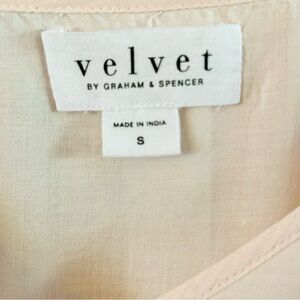 velvet
BY GRAHAM & SPENCER
MADE IN INDIA
S